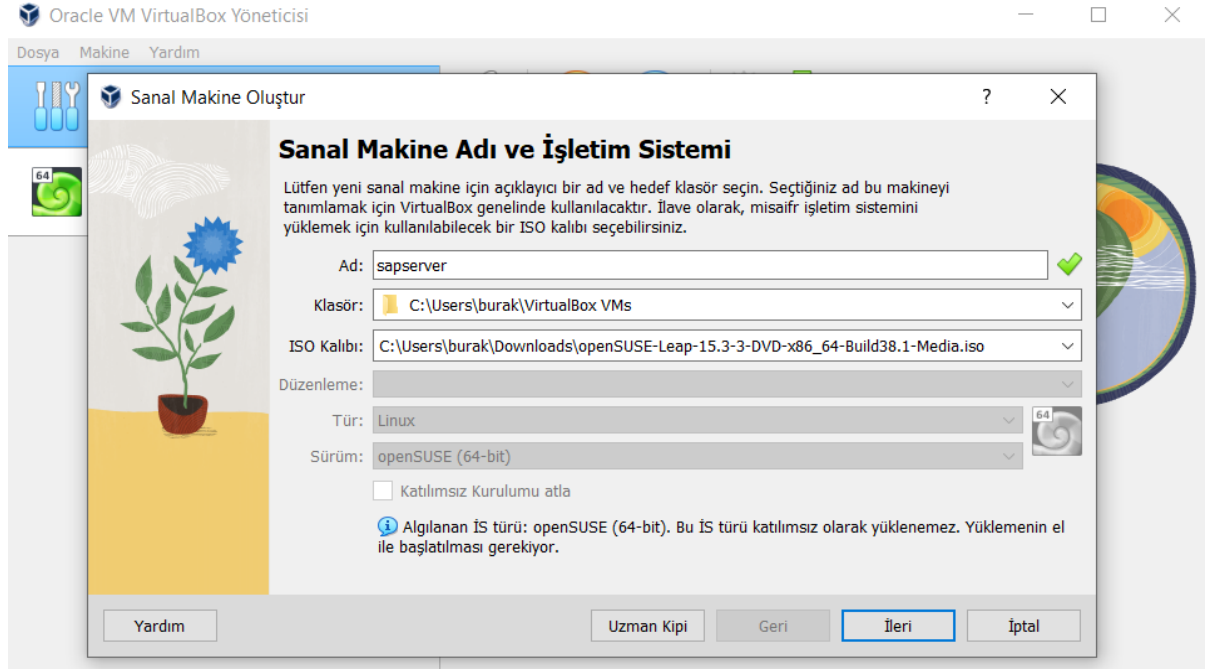 Oracle VM VirtualBox Yöneticisi
Dosya Makine Yardım
Sanal Makine Oluştur
?
64
Sanal Makine Adı ve İşletim Sistemi
Lütfen yeni sanal makine için açıklayıcı bir ad ve hedef klasör seçin. Seçtiğiniz ad bu makineyi
tanımlamak için VirtualBox genelinde kullanılacaktır. İlave olarak, misaifr işletim sistemini
yüklemek için kullanılabilecek bir ISO kalıbı seçebilirsiniz.
Ad: sapserver
Klasör: C:\Users\burak\VirtualBox VMs
ISO Kalıbı: C:\Users\burak\Downloads\openSUSE-Leap-15.3-3-DVD-x86_64-Build38.1-Media.iso
Düzenleme:
Tür: Linux
64
Sürüm: openSUSE (64-bit)
Katılımsız Kurulumu atla
Algılanan İS türü: openSUSE (64-bit). Bu İS türü katılımsız olarak yüklenemez. Yüklemenin el
ile başlatılması gerekiyor.
Yardım Uzman Kipi Geri İleri İptal